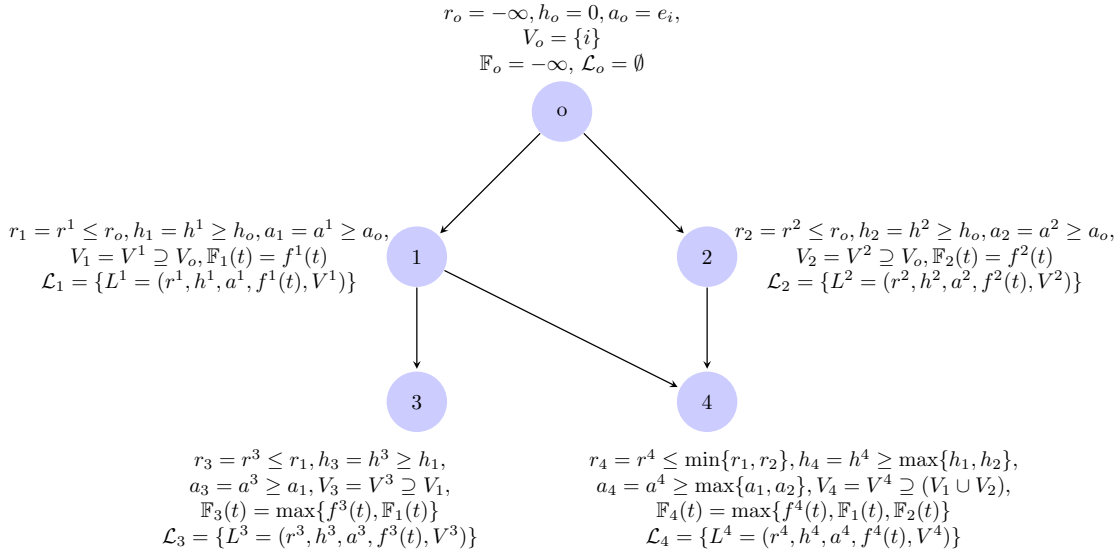 r_o = −∞, h_o = 0, a_o = e_i,
V_o = {i}
𝔽_o = −∞, ℒ_o = ∅
o
r_1 = r^1 ≤ r_o, h_1 = h^1 ≥ h_o, a_1 = a^1 ≥ a_o,
V_1 = V^1 ⊇ V_o, 𝔽_1(t) = f^1(t)
ℒ_1 = {L^1 = (r^1, h^1, a^1, f^1(t), V^1)}
1
2
r_2 = r^2 ≤ r_o, h_2 = h^2 ≥ h_o, a_2 = a^2 ≥ a_o,
V_2 = V^2 ⊇ V_o, 𝔽_2(t) = f^2(t)
ℒ_2 = {L^2 = (r^2, h^2, a^2, f^2(t), V^2)}
3
4
r_3 = r^3 ≤ r_1, h_3 = h^3 ≥ h_1,
a_3 = a^3 ≥ a_1, V_3 = V^3 ⊇ V_1,
𝔽_3(t) = max{f^3(t), 𝔽_1(t)}
ℒ_3 = {L^3 = (r^3, h^3, a^3, f^3(t), V^3)}
r_4 = r^4 ≤ min{r_1, r_2}, h_4 = h^4 ≥ max{h_1, h_2},
a_4 = a^4 ≥ max{a_1, a_2}, V_4 = V^4 ⊇ (V_1 ∪ V_2),
𝔽_4(t) = max{f^4(t), 𝔽_1(t), 𝔽_2(t)}
ℒ_4 = {L^4 = (r^4, h^4, a^4, f^4(t), V^4)}